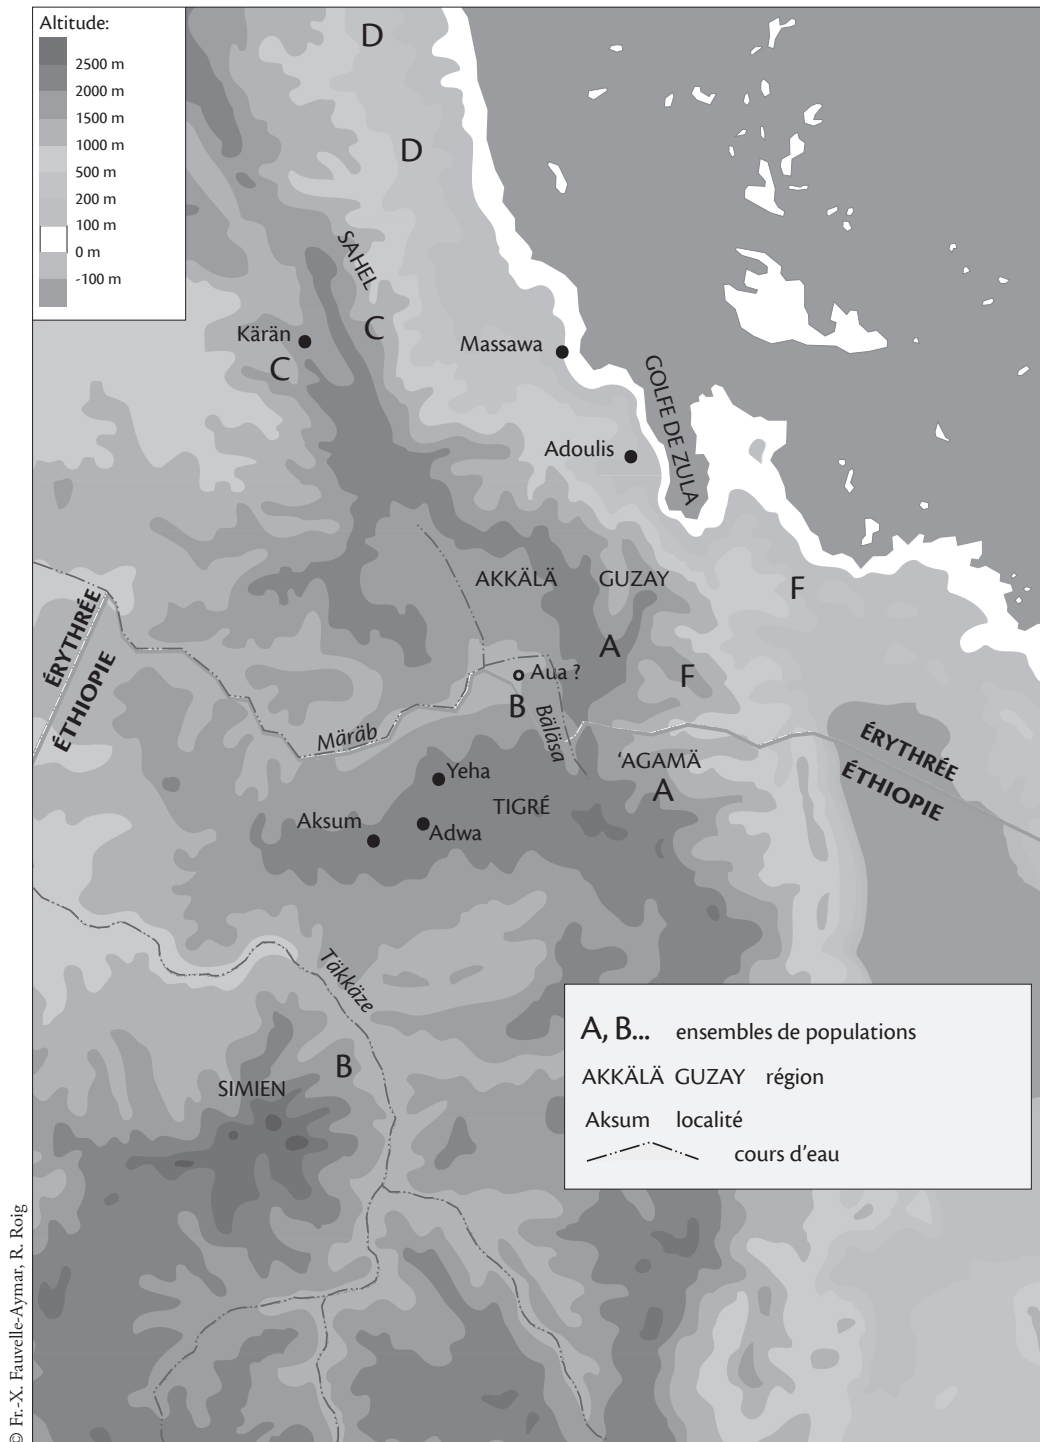 Altitude:
2500 m
2000 m
1500 m
1000 m
500 m
200 m
100 m
0 m
-100 m
D
D
SAHEL
C
Kärän
C
Massawa
GOLFE DE ZULA
Adoulis
AKKÄLÄ GUZAY
F
ÉRYTHRÉE
ÉTHIOPIE
A
Aua ?
F
B
Bäläsa
Märäb
ÉRYTHRÉE
ÉTHIOPIE
'AGAMÄ
A
Yeha
TIGRÉ
Aksum
Adwa
Täkkäze
B
SIMIEN
A, B... ensembles de populations
AKKÄLÄ GUZAY région
Aksum localité
cours d'eau
© Fr.-X. Fauvelle-Aymar, R. Roig